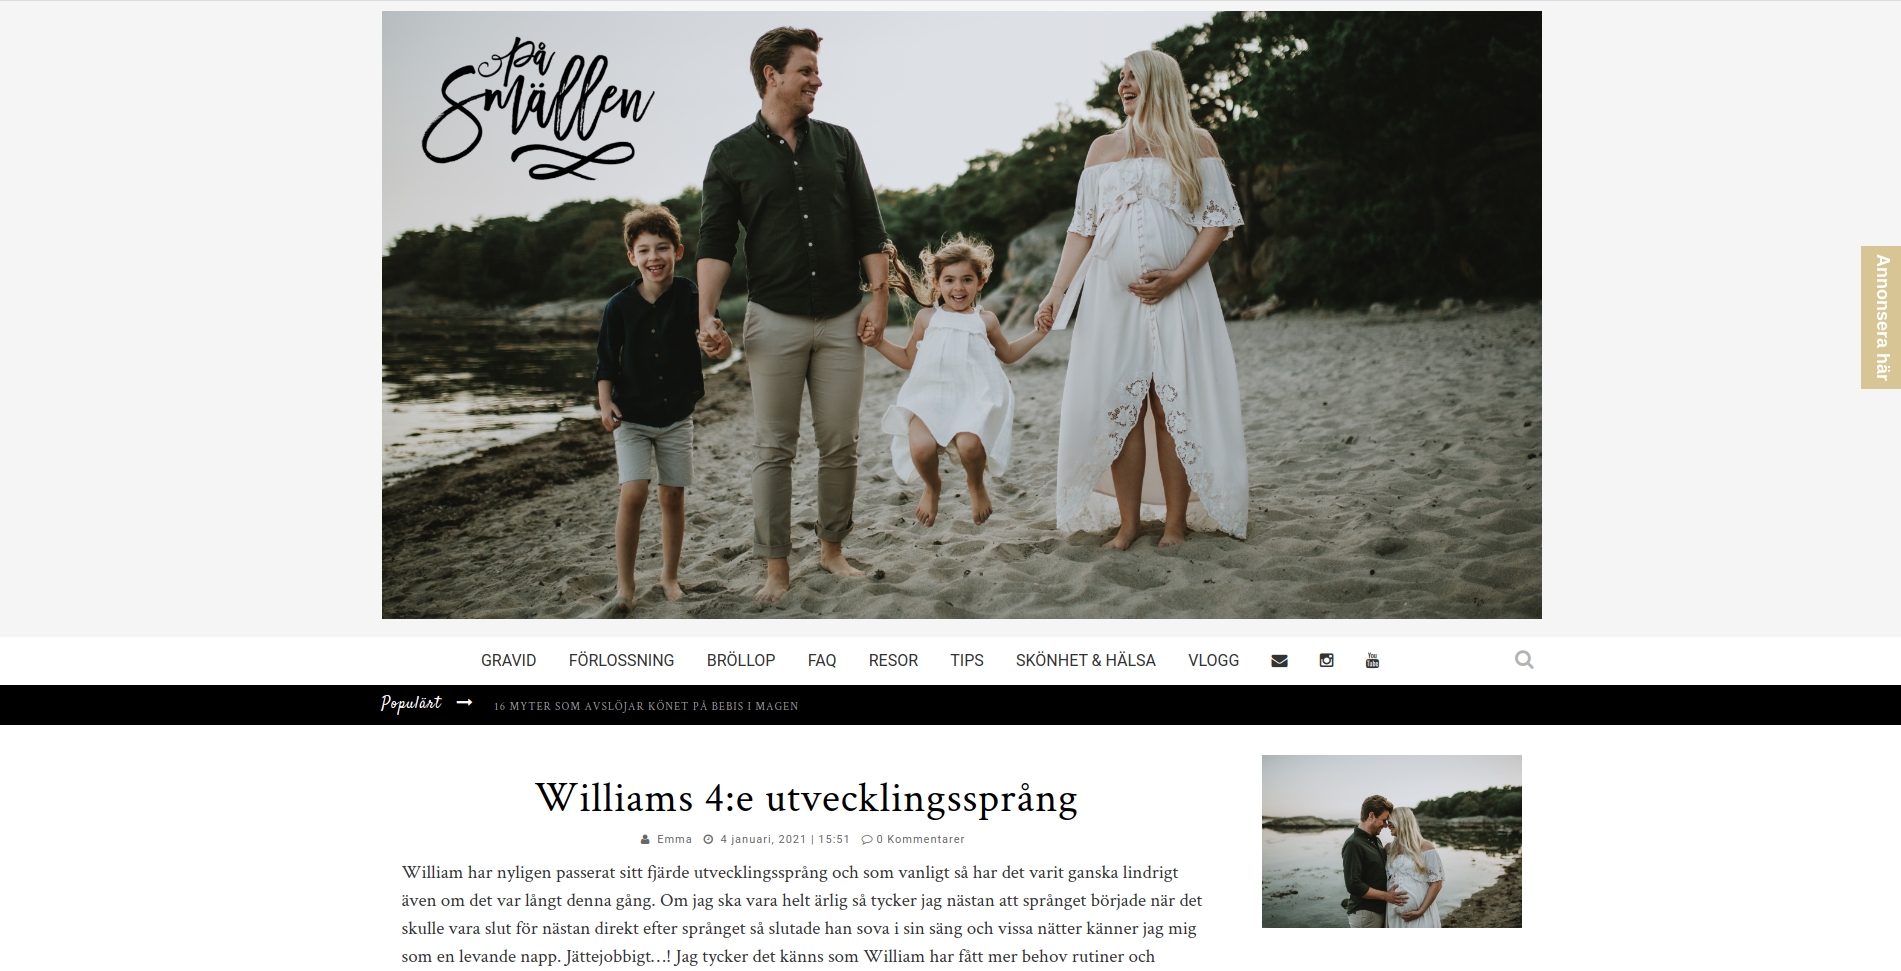 på
Smällen
Annonsera här
GRAVID FÖRLOSSNING BRÖLLOP FAQ RESOR TIPS SKÖNHET & HÄLSA VLOGG You Tube
Populärt 16 MYTER SOM AVSLÖJAR KÖNET PÅ BEBIS I MAGEN
Williams 4:e utvecklingssprång
Emma 4 januari, 2021 | 15:51 0 Kommentarer
William har nyligen passerat sitt fjärde utvecklingssprång och som vanligt så har det varit ganska lindrigt
även om det var långt denna gång. Om jag ska vara helt ärlig så tycker jag nästan att språnget började när det
skulle vara slut för nästan direkt efter språnget så slutade han sova i sin säng och vissa nätter känner jag mig
som en levande napp. Jättejobbigt…! Jag tycker det känns som William har fått mer behov rutiner och